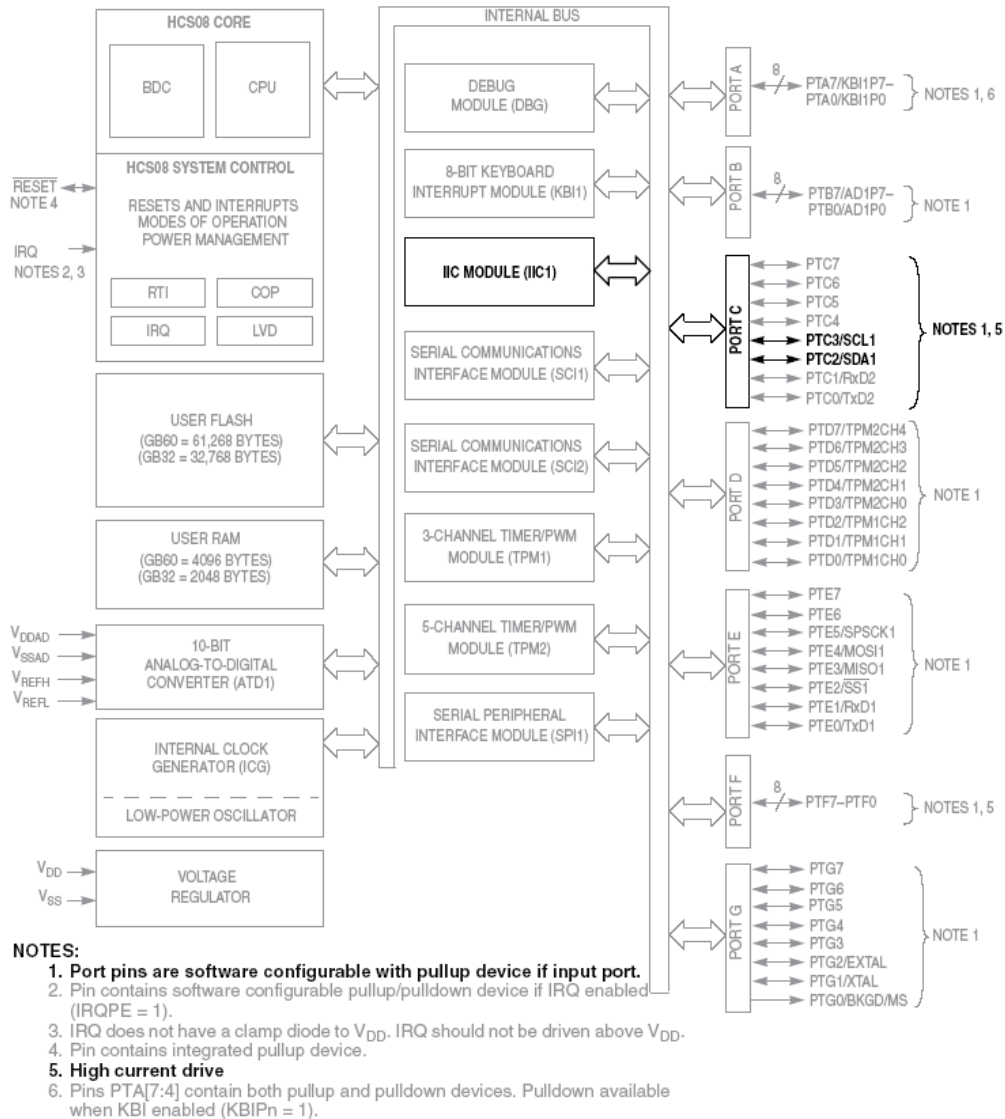 HCS08 CORE
BDC
CPU
HCS08 SYSTEM CONTROL
RESET
NOTE 4
RESETS AND INTERRUPTS
MODES OF OPERATION
POWER MANAGEMENT
IRQ
NOTES 2, 3
RTI
COP
IRQ
LVD
USER FLASH
(GB60 = 61,268 BYTES)
(GB32 = 32,768 BYTES)
USER RAM
(GB60 = 4096 BYTES)
(GB32 = 2048 BYTES)
VDDAD
VSSAD
VREFH
VREFL
10-BIT
ANALOG-TO-DIGITAL
CONVERTER (ATD1)
INTERNAL CLOCK
GENERATOR (ICG)
LOW-POWER OSCILLATOR
VDD
VSS
VOLTAGE
REGULATOR
INTERNAL BUS
DEBUG
MODULE (DBG)
8-BIT KEYBOARD
INTERRUPT MODULE (KBI1)
IIC MODULE (IIC1)
SERIAL COMMUNICATIONS
INTERFACE MODULE (SCI1)
SERIAL COMMUNICATIONS
INTERFACE MODULE (SCI2)
3-CHANNEL TIMER/PWM
MODULE (TPM1)
5-CHANNEL TIMER/PWM
MODULE (TPM2)
SERIAL PERIPHERAL
INTERFACE MODULE (SPI1)
PORT A
8
PTA7/KBI1P7–
PTA0/KBI1P0
NOTES 1, 6
PORT B
8
PTB7/AD1P7–
PTB0/AD1P0
NOTE 1
PORT C
PTC7
PTC6
PTC5
PTC4
PTC3/SCL1
PTC2/SDA1
PTC1/RxD2
PTC0/TxD2
NOTES 1, 5
PORT D
PTD7/TPM2CH4
PTD6/TPM2CH3
PTD5/TPM2CH2
PTD4/TPM2CH1
PTD3/TPM2CH0
PTD2/TPM1CH2
PTD1/TPM1CH1
PTD0/TPM1CH0
NOTE 1
PORT E
PTE7
PTE6
PTE5/SPSCK1
PTE4/MOSI1
PTE3/MISO1
PTE2/SS1
PTE1/RxD1
PTE0/TxD1
NOTE 1
PORT F
8
PTF7–PTF0
NOTES 1, 5
PORT G
PTG7
PTG6
PTG5
PTG4
PTG3
PTG2/EXTAL
PTG1/XTAL
PTG0/BKGD/MS
NOTE 1
NOTES:
1. Port pins are software configurable with pullup device if input port.
2. Pin contains software configurable pullup/pulldown device if IRQ enabled
(IRQPE = 1).
3. IRQ does not have a clamp diode to VDD. IRQ should not be driven above VDD.
4. Pin contains integrated pullup device.
5. High current drive
6. Pins PTA[7:4] contain both pullup and pulldown devices. Pulldown available
when KBI enabled (KBIPn = 1).